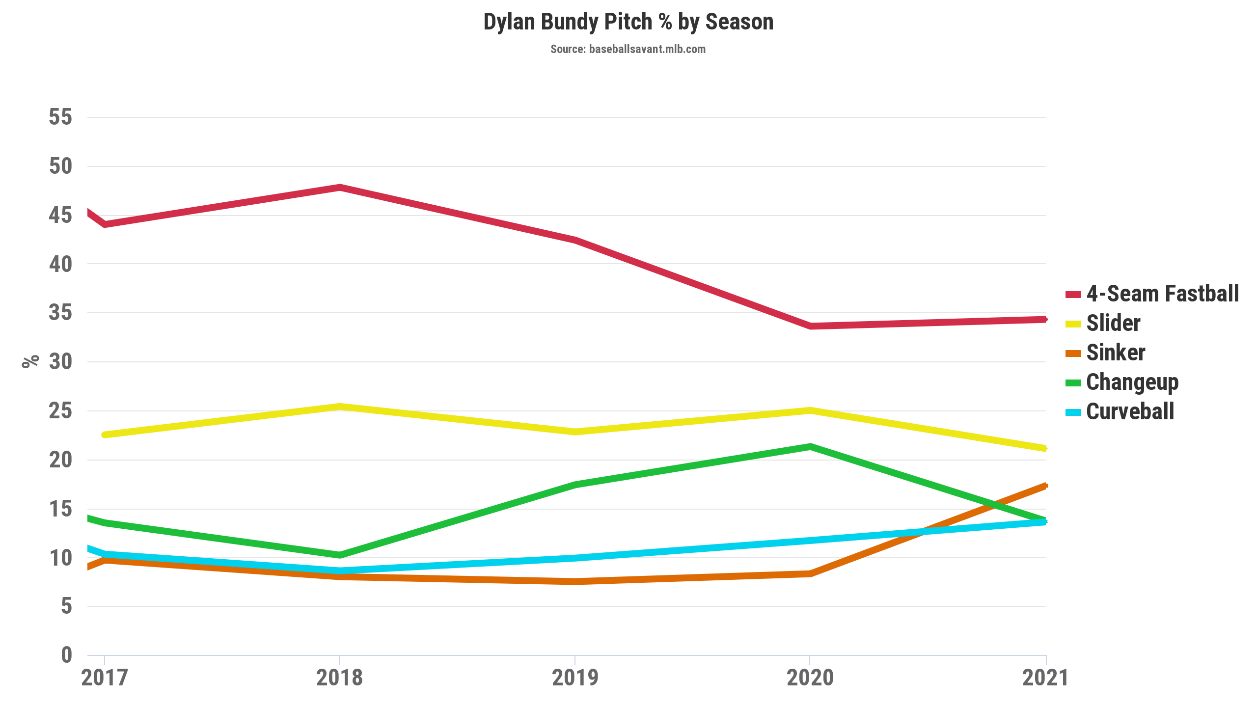 Dylan Bundy Pitch % by Season
Source: baseballsavant.mlb.com
55
50
45
40
35
30
25
20
15
10
5
0
%
2017 2018 2019 2020 2021
4-Seam Fastball
Slider
Sinker
Changeup
Curveball